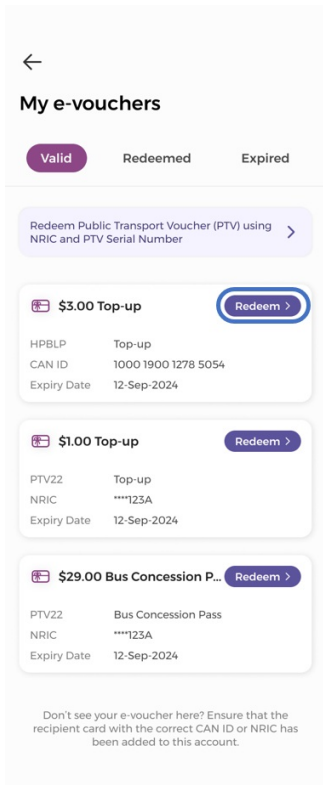 My e-vouchers
Valid Redeemed Expired
Redeem Public Transport Voucher (PTV) using
NRIC and PTV Serial Number
$3.00 Top-up Redeem
HPBLP Top-up
CAN ID 1000 1900 1278 5054
Expiry Date 12-Sep-2024
$1.00 Top-up Redeem
PTV22 Top-up
NRIC ****123A
Expiry Date 12-Sep-2024
$29.00 Bus Concession P... Redeem
PTV22 Bus Concession Pass
NRIC ****123A
Expiry Date 12-Sep-2024
Don't see your e-voucher here? Ensure that the
recipient card with the correct CAN ID or NRIC has
been added to this account.